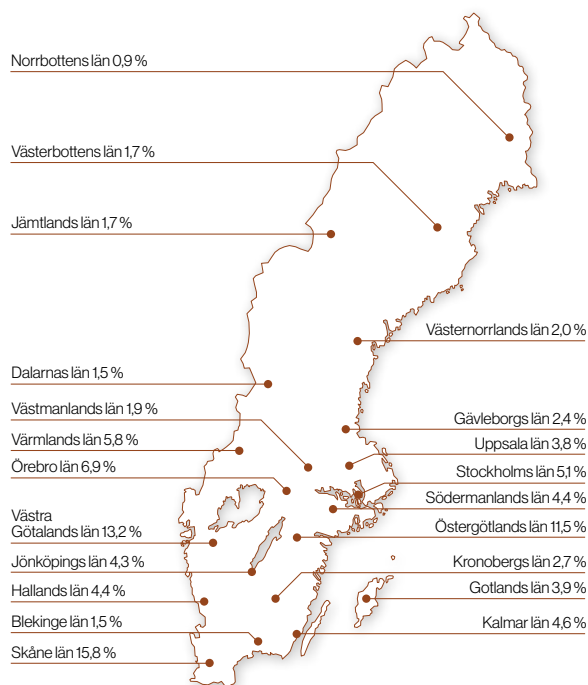 Norrbottens län 0,9 %
Västerbottens län 1,7 %
Jämtlands län 1,7 %
Västernorrlands län 2,0 %
Dalarnas län 1,5 %
Västmanlands län 1,9 %
Gävleborgs län 2,4 %
Värmlands län 5,8 %
Uppsala län 3,8 %
Örebro län 6,9 %
Stockholms län 5,1 %
Södermanlands län 4,4 %
Västra
Götalands län 13,2 %
Östergötlands län 11,5 %
Jönköpings län 4,3 %
Kronobergs län 2,7 %
Hallands län 4,4 %
Gotlands län 3,9 %
Blekinge län 1,5 %
Kalmar län 4,6 %
Skåne län 15,8 %